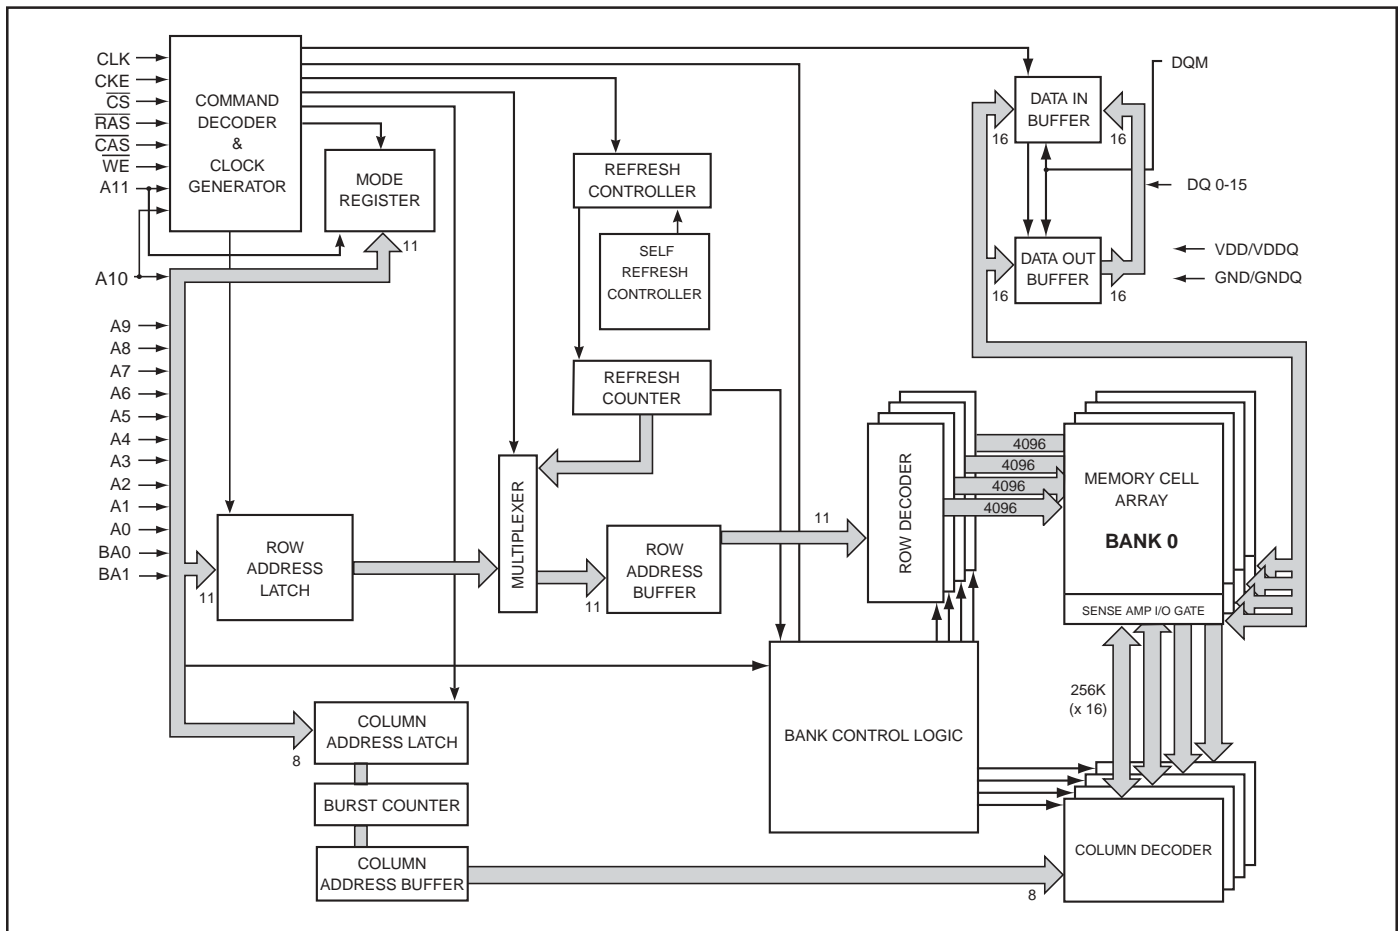 CLK
CKE
C̅S̅
R̅A̅S̅
C̅A̅S̅
W̅E̅
A11
A10
A9
A8
A7
A6
A5
A4
A3
A2
A1
A0
BA0
BA1
COMMAND
DECODER
&
CLOCK
GENERATOR
MODE
REGISTER
11
REFRESH
CONTROLLER
SELF
REFRESH
CONTROLLER
REFRESH
COUNTER
DATA IN
BUFFER
16
16
DQM
DQ 0-15
DATA OUT
BUFFER
16
16
VDD/VDDQ
GND/GNDQ
ROW
ADDRESS
LATCH
11
MULTIPLEXER
11
ROW
ADDRESS
BUFFER
11
ROW DECODER
4096
4096
4096
4096
MEMORY CELL
ARRAY
BANK 0
SENSE AMP I/O GATE
256K
(x 16)
BANK CONTROL LOGIC
COLUMN
ADDRESS LATCH
8
BURST COUNTER
COLUMN
ADDRESS BUFFER
8
COLUMN DECODER